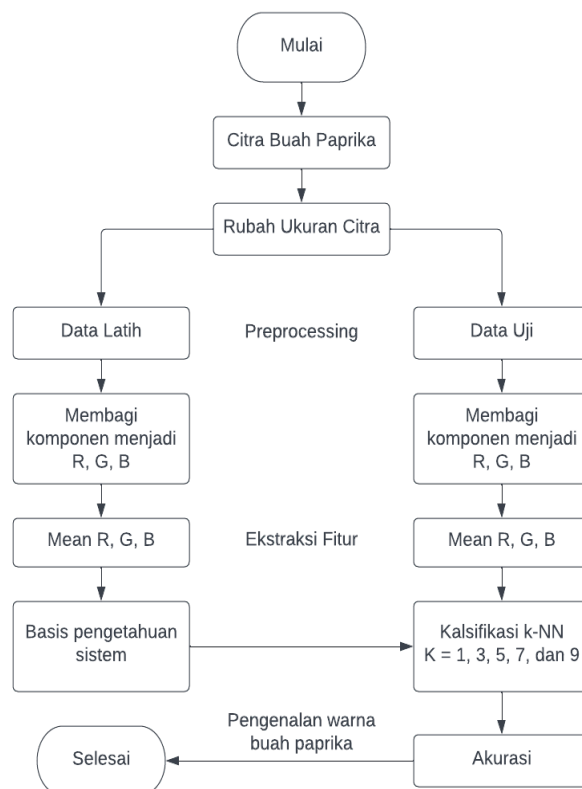 Mulai
Citra Buah Paprika
Rubah Ukuran Citra
Data Latih
Preprocessing
Data Uji
Membagi
komponen menjadi
R, G, B
Membagi
komponen menjadi
R, G, B
Mean R, G, B
Ekstraksi Fitur
Mean R, G, B
Basis pengetahuan
sistem
Kalsifikasi k-NN
K = 1, 3, 5, 7, dan 9
Pengenalan warna
buah paprika
Selesai
Akurasi